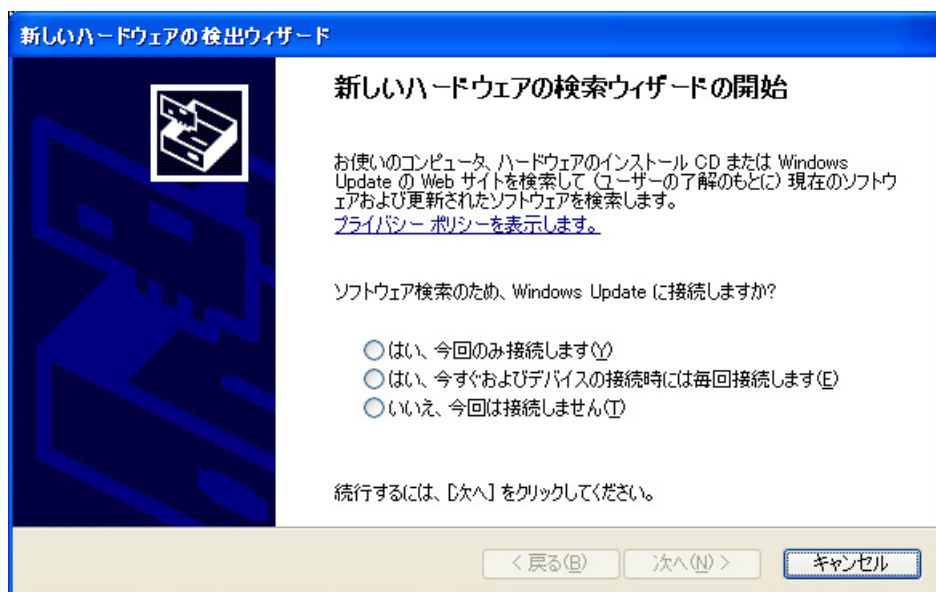 新しいハードウェアの検出ウィザード
新しいハードウェアの検索ウィザードの開始
お使いのコンピュータ、ハードウェアのインストール CD または Windows
Update の Web サイトを検索して (ユーザーの了解のもとに) 現在のソフトウ
ェアおよび更新されたソフトウェアを検索します。
プライバシー ポリシーを表示します。
ソフトウェア検索のため、Windows Update に接続しますか?
はい、今回のみ接続します(Y)
はい、今すぐおよびデバイスの接続時には毎回接続します(E)
いいえ、今回は接続しません(T)
続行するには、[次へ] をクリックしてください。
< 戻る(B) 次へ(N) > キャンセル